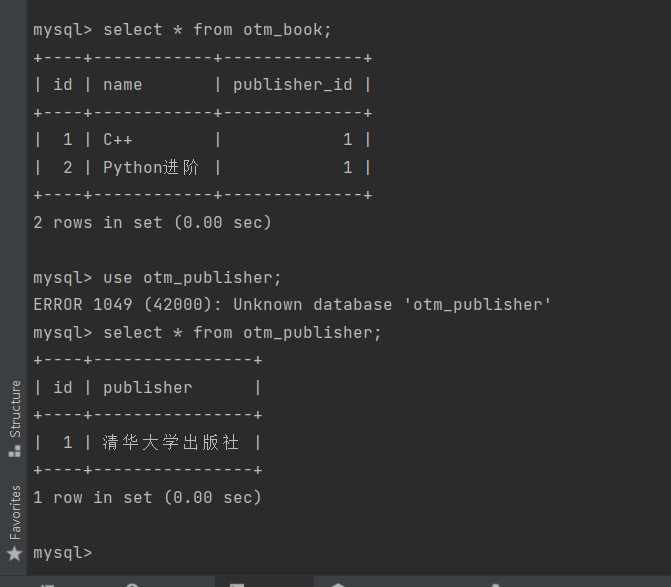 mysql> select * from otm_book;
+----+------------+--------------+
| id | name       | publisher_id |
+----+------------+--------------+
|  1 | C++        |            1 |
|  2 | Python进阶 |            1 |
+----+------------+--------------+
2 rows in set (0.00 sec)
mysql> use otm_publisher;
ERROR 1049 (42000): Unknown database 'otm_publisher'
mysql> select * from otm_publisher;
+----+----------------+
| id | publisher      |
+----+----------------+
|  1 | 清华大学出版社 |
+----+----------------+
1 row in set (0.00 sec)
mysql>
Structure
Favorites